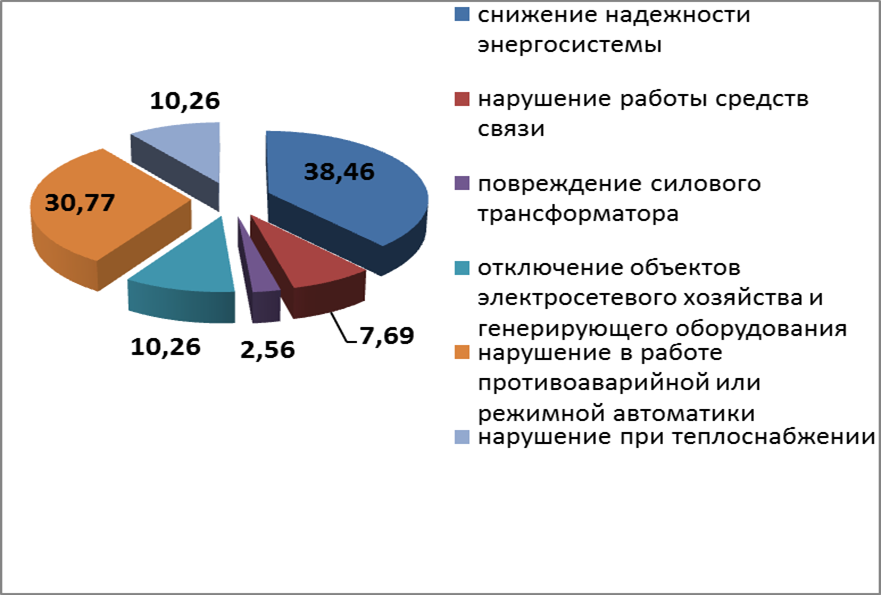 10,26
38,46
30,77
10,26
2,56
7,69
снижение надежности
энергосистемы
нарушение работы средств
связи
повреждение силового
трансформатора
отключение объектов
электросетевого хозяйства и
генерирующего оборудования
нарушение в работе
противоаварийной или
режимной автоматики
нарушение при теплоснабжении